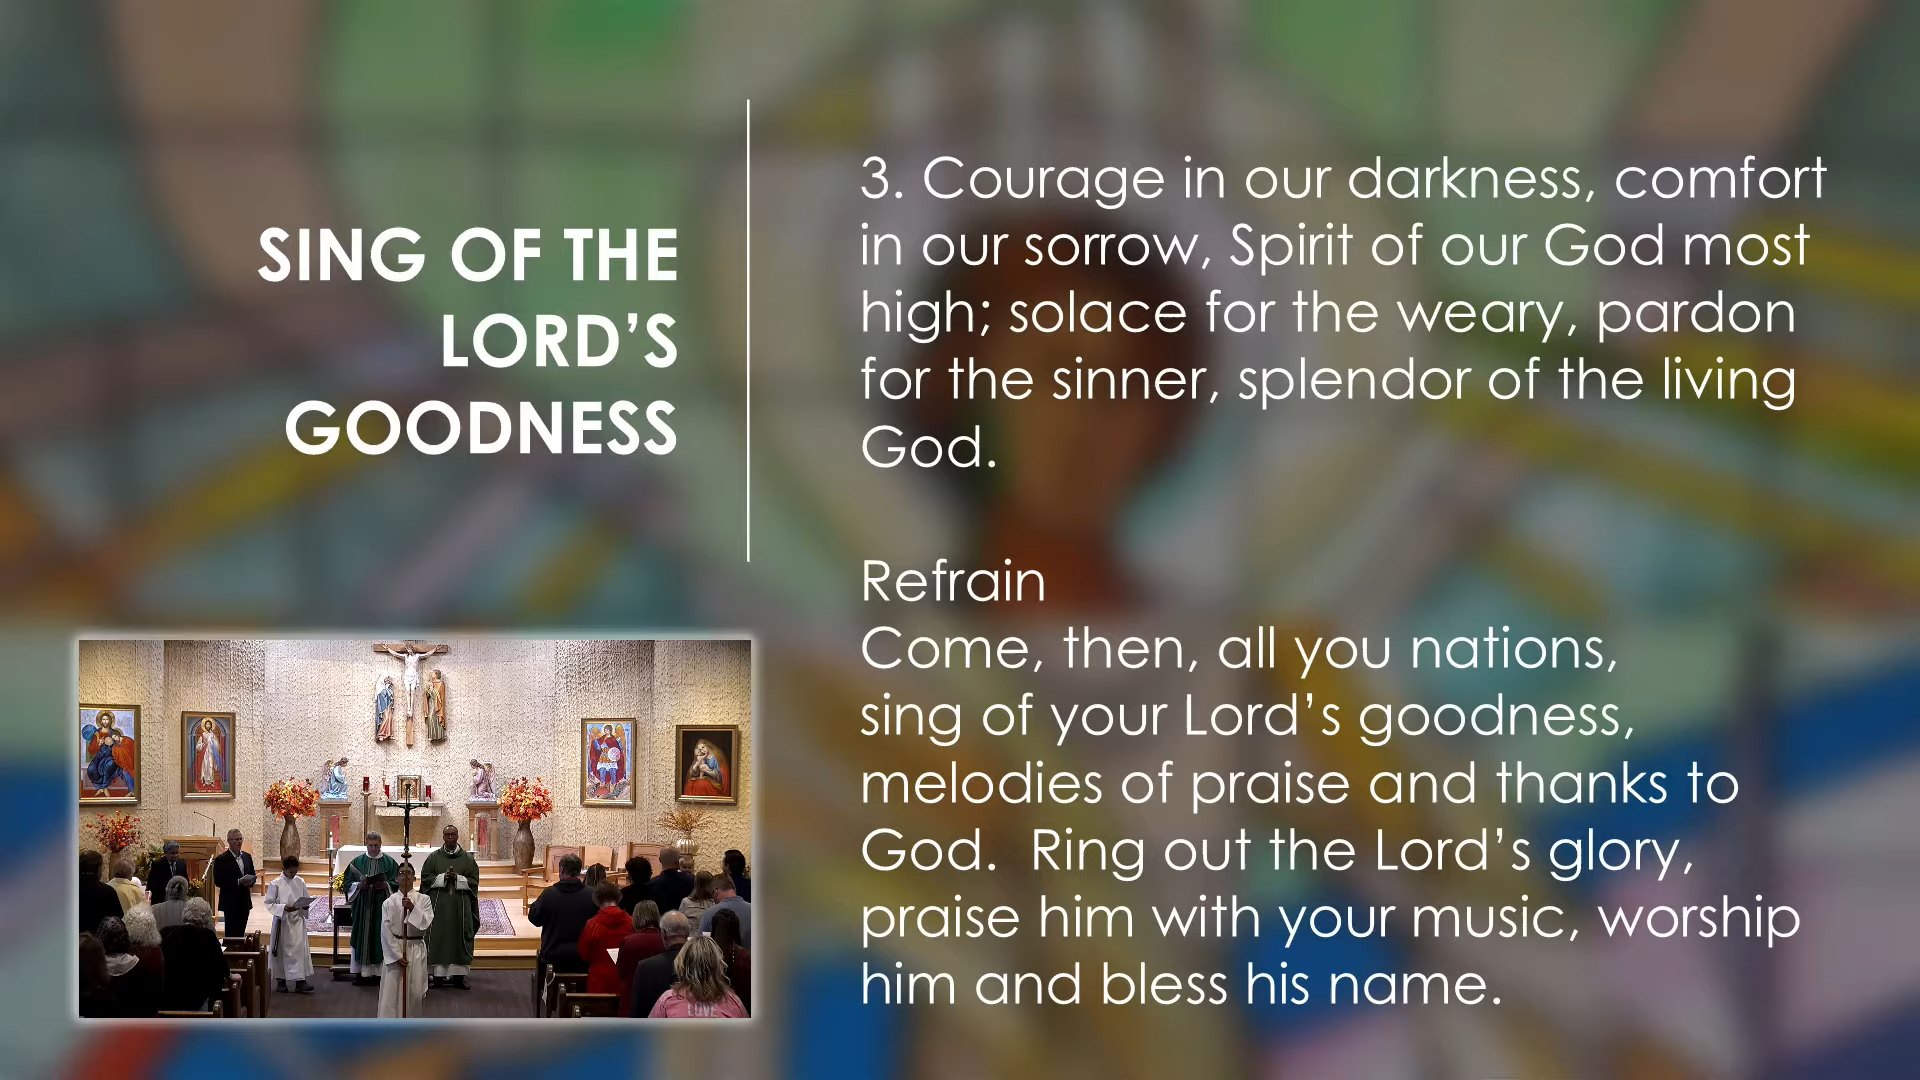 SING OF THE
LORD’S
GOODNESS
3. Courage in our darkness, comfort
in our sorrow, Spirit of our God most
high; solace for the weary, pardon
for the sinner, splendor of the living
God.
Refrain
Come, then, all you nations,
sing of your Lord’s goodness,
melodies of praise and thanks to
God.  Ring out the Lord’s glory,
praise him with your music, worship
him and bless his name.
LOVE